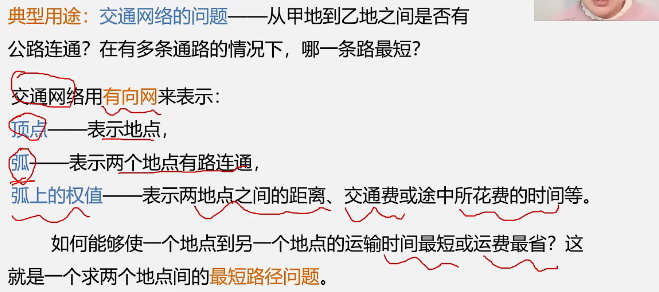 典型用途：交通网络的问题——从甲地到乙地之间是否有
公路连通？在有多条通路的情况下，哪一条路最短？
交通网络用有向网来表示：
顶点——表示地点，
弧——表示两个地点有路连通，
弧上的权值——表示两地点之间的距离、交通费或途中所花费的时间等。
如何能够使一个地点到另一个地点的运输时间最短或运费最省？这
就是一个求两个地点间的最短路径问题。